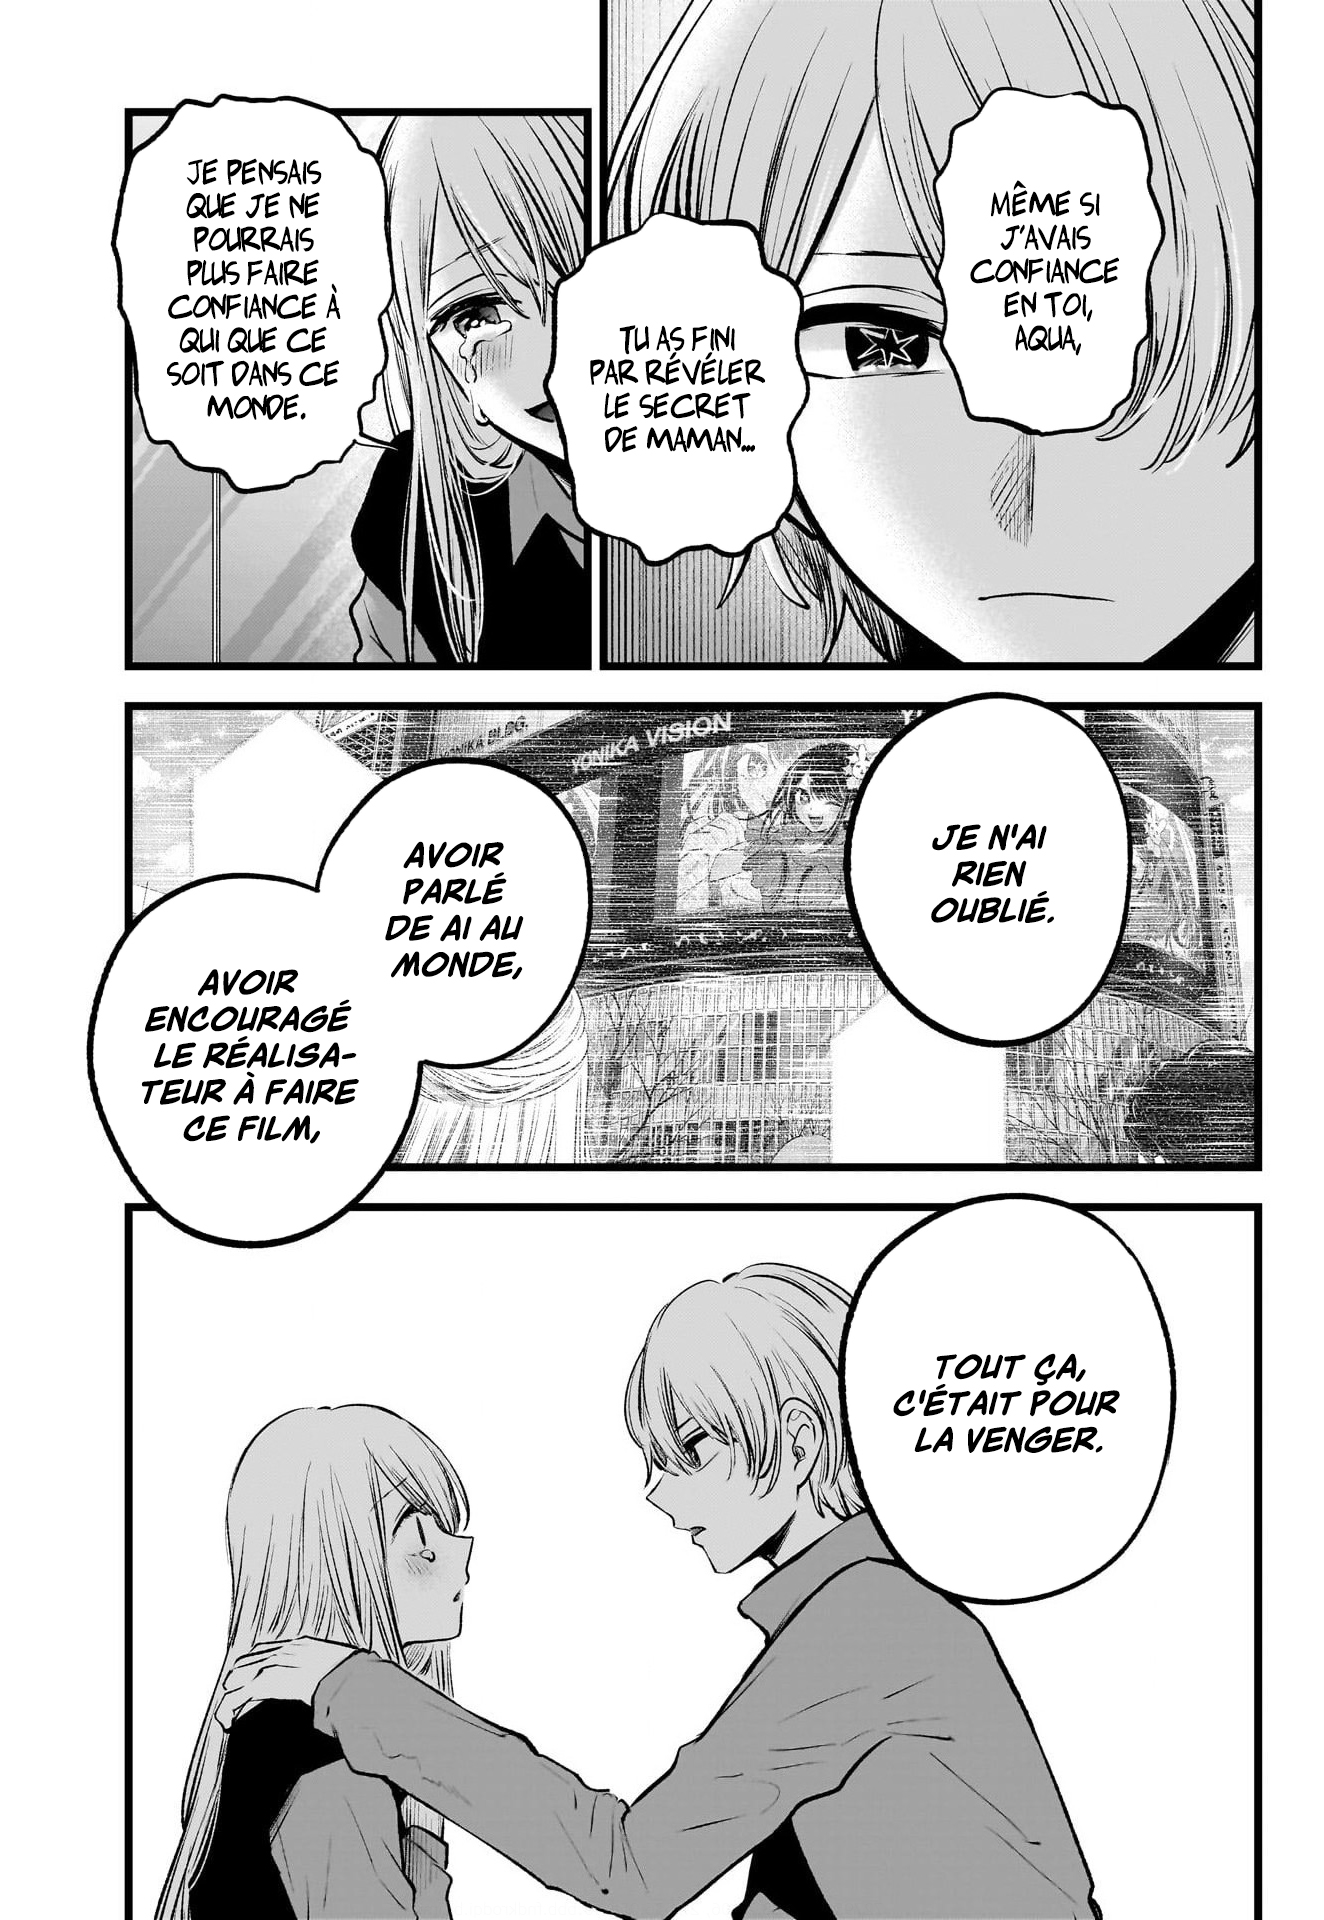 MÊME SI
J'AVAIS
CONFIANCE
EN TOI,
AQUA,
TU AS FINI
PAR RÉVÉLER
LE SECRET
DE MAMAN...
JE PENSAIS
QUE JE NE
POURRAIS
PLUS FAIRE
CONFIANCE À
QUI QUE CE
SOIT DANS CE
MONDE.
YONIKA BLDG.
YONIKA VISION
JE N'AI
RIEN
OUBLIÉ.
AVOIR
PARLÉ
DE AI AU
MONDE,
AVOIR
ENCOURAGÉ
LE RÉALISA-
TEUR À FAIRE
CE FILM,
TOUT ÇA,
C'ÉTAIT POUR
LA VENGER.